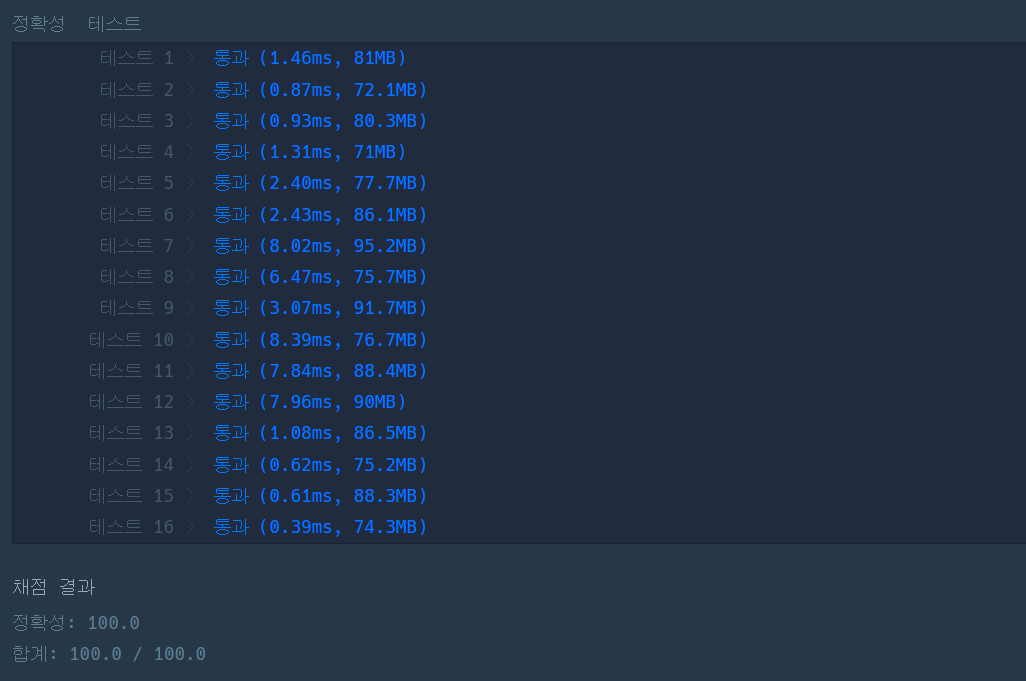 정확성 테스트
테스트 1 〉 통과 (1.46ms, 81MB)
테스트 2 〉 통과 (0.87ms, 72.1MB)
테스트 3 〉 통과 (0.93ms, 80.3MB)
테스트 4 〉 통과 (1.31ms, 71MB)
테스트 5 〉 통과 (2.40ms, 77.7MB)
테스트 6 〉 통과 (2.43ms, 86.1MB)
테스트 7 〉 통과 (8.02ms, 95.2MB)
테스트 8 〉 통과 (6.47ms, 75.7MB)
테스트 9 〉 통과 (3.07ms, 91.7MB)
테스트 10 〉 통과 (8.39ms, 76.7MB)
테스트 11 〉 통과 (7.84ms, 88.4MB)
테스트 12 〉 통과 (7.96ms, 90MB)
테스트 13 〉 통과 (1.08ms, 86.5MB)
테스트 14 〉 통과 (0.62ms, 75.2MB)
테스트 15 〉 통과 (0.61ms, 88.3MB)
테스트 16 〉 통과 (0.39ms, 74.3MB)
채점 결과
정확성: 100.0
합계: 100.0 / 100.0